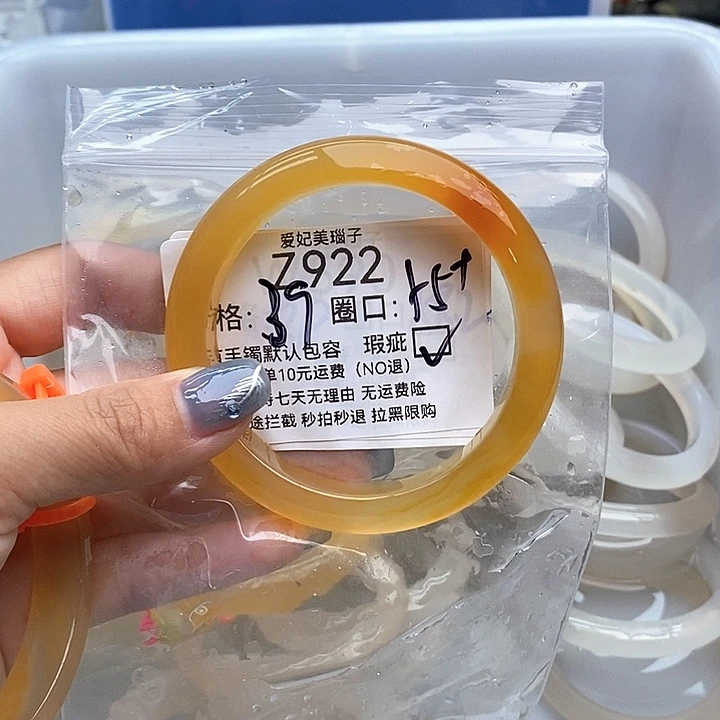 爱妃美瑙子
Z922
格：39 圈口：55+
手镯默认包容 瑕疵☑
单10元运费（NO退）
七天无理由 无运费险
途拦截 秒拍秒退 拉黑限购